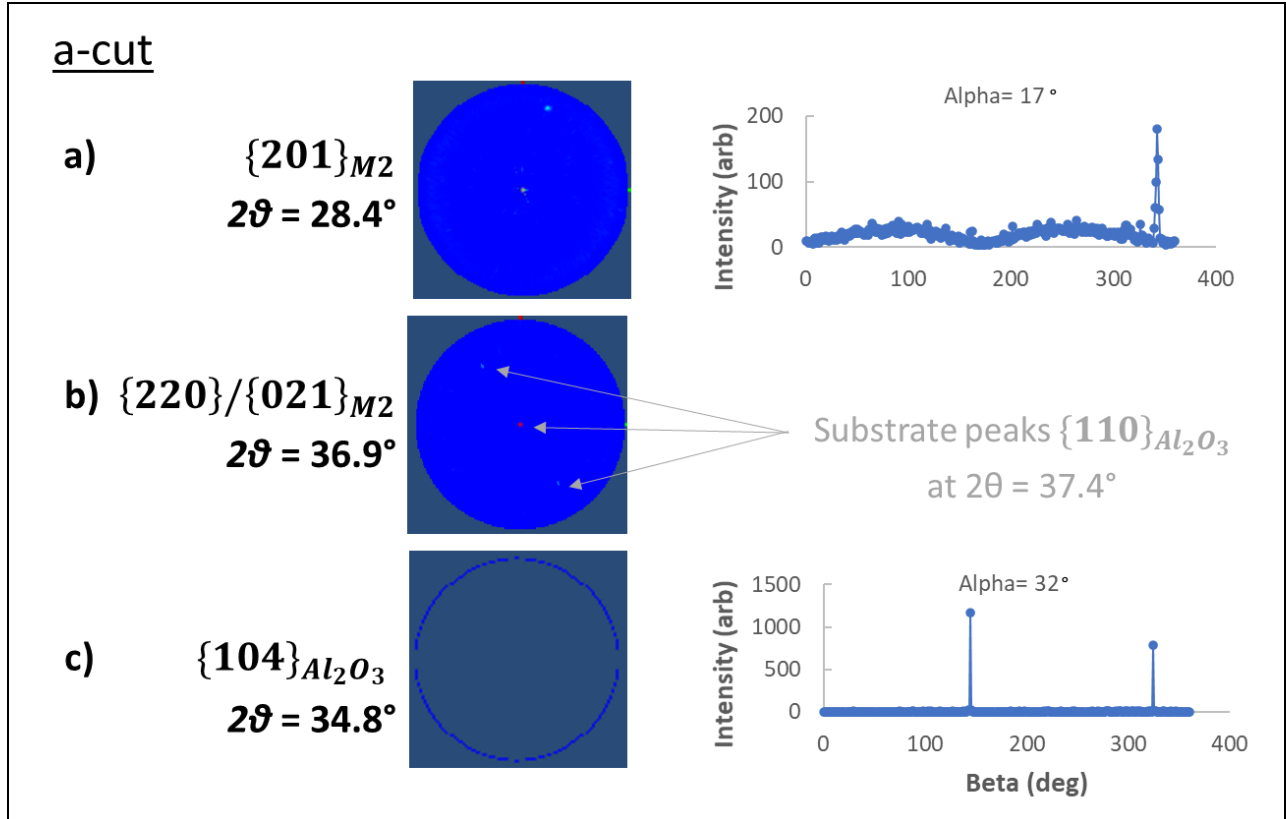 a-cut
a) {201}M2
2ϑ = 28.4°
Alpha= 17 °
Intensity (arb)
200
100
0
0 100 200 300 400
b) {220}/{021}M2
2ϑ = 36.9°
Substrate peaks {110}Al2O3
at 2θ = 37.4°
c) {104}Al2O3
2ϑ = 34.8°
Alpha= 32°
Intensity (arb)
1500
1000
500
0
0 100 200 300 400
Beta (deg)